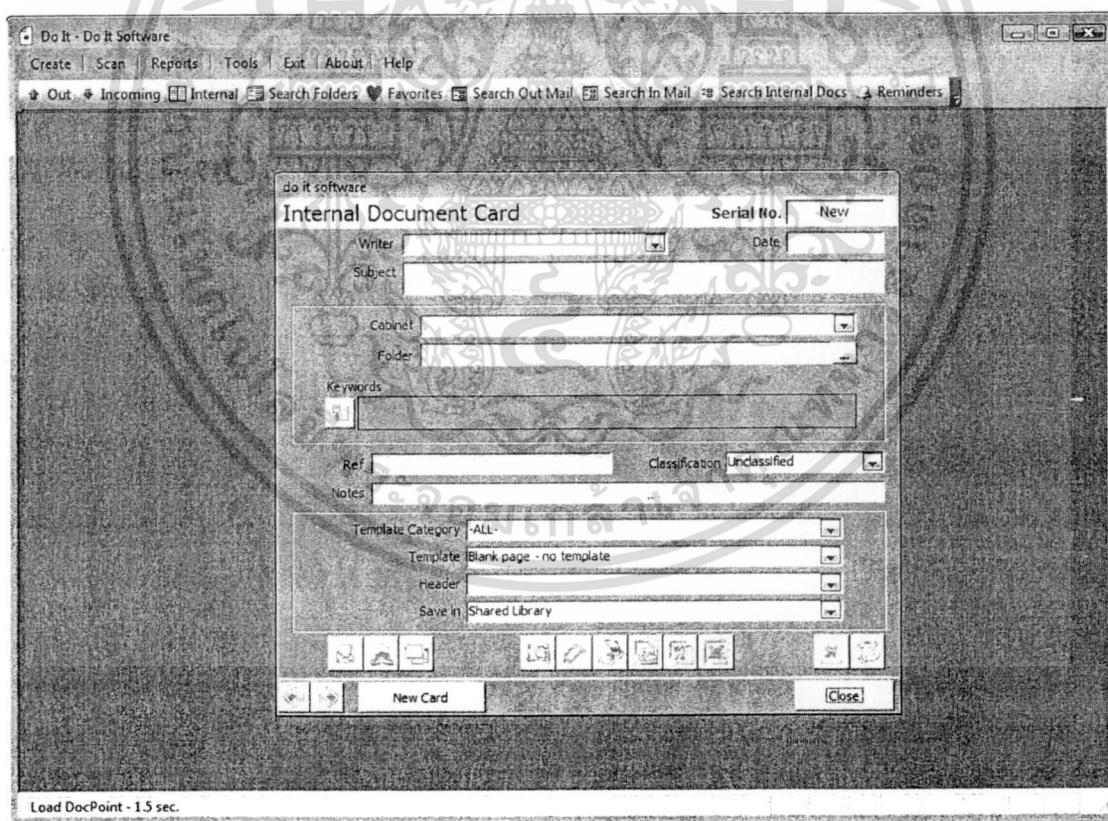 Do It - Do It Software
Create Scan Reports Tools Exit About Help
Out Incoming Internal Search Folders Favorites Search Out Mail Search In Mail Search Internal Docs Reminders
do it software
Internal Document Card Serial No. New
Writer Date
Subject
Cabinet
Folder ...
Keywords
Ref Classification Unclassified
Notes
Template Category -ALL-
Template Blank page - no template
Header
Save in Shared Library
New Card Close
Load DocPoint - 1.5 sec.